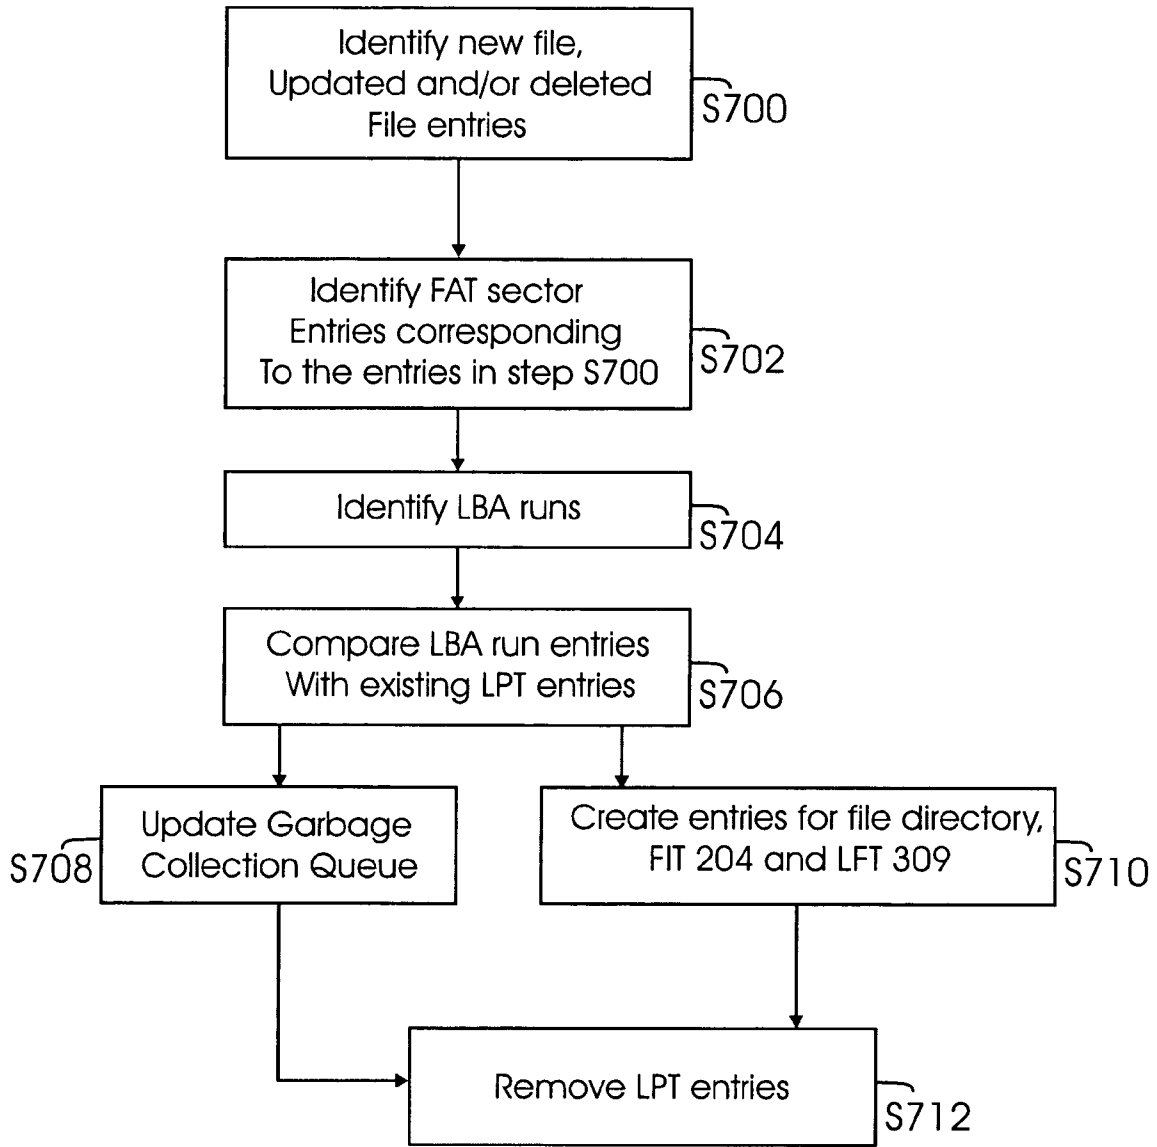 Identify new file,
Updated and/or deleted
File entries
S700
Identify FAT sector
Entries corresponding
To the entries in step S700
S702
Identify LBA runs
S704
Compare LBA run entries
With existing LPT entries
S706
Update Garbage
Collection Queue
S708
Create entries for file directory,
FIT 204 and LFT 309
S710
Remove LPT entries
S712